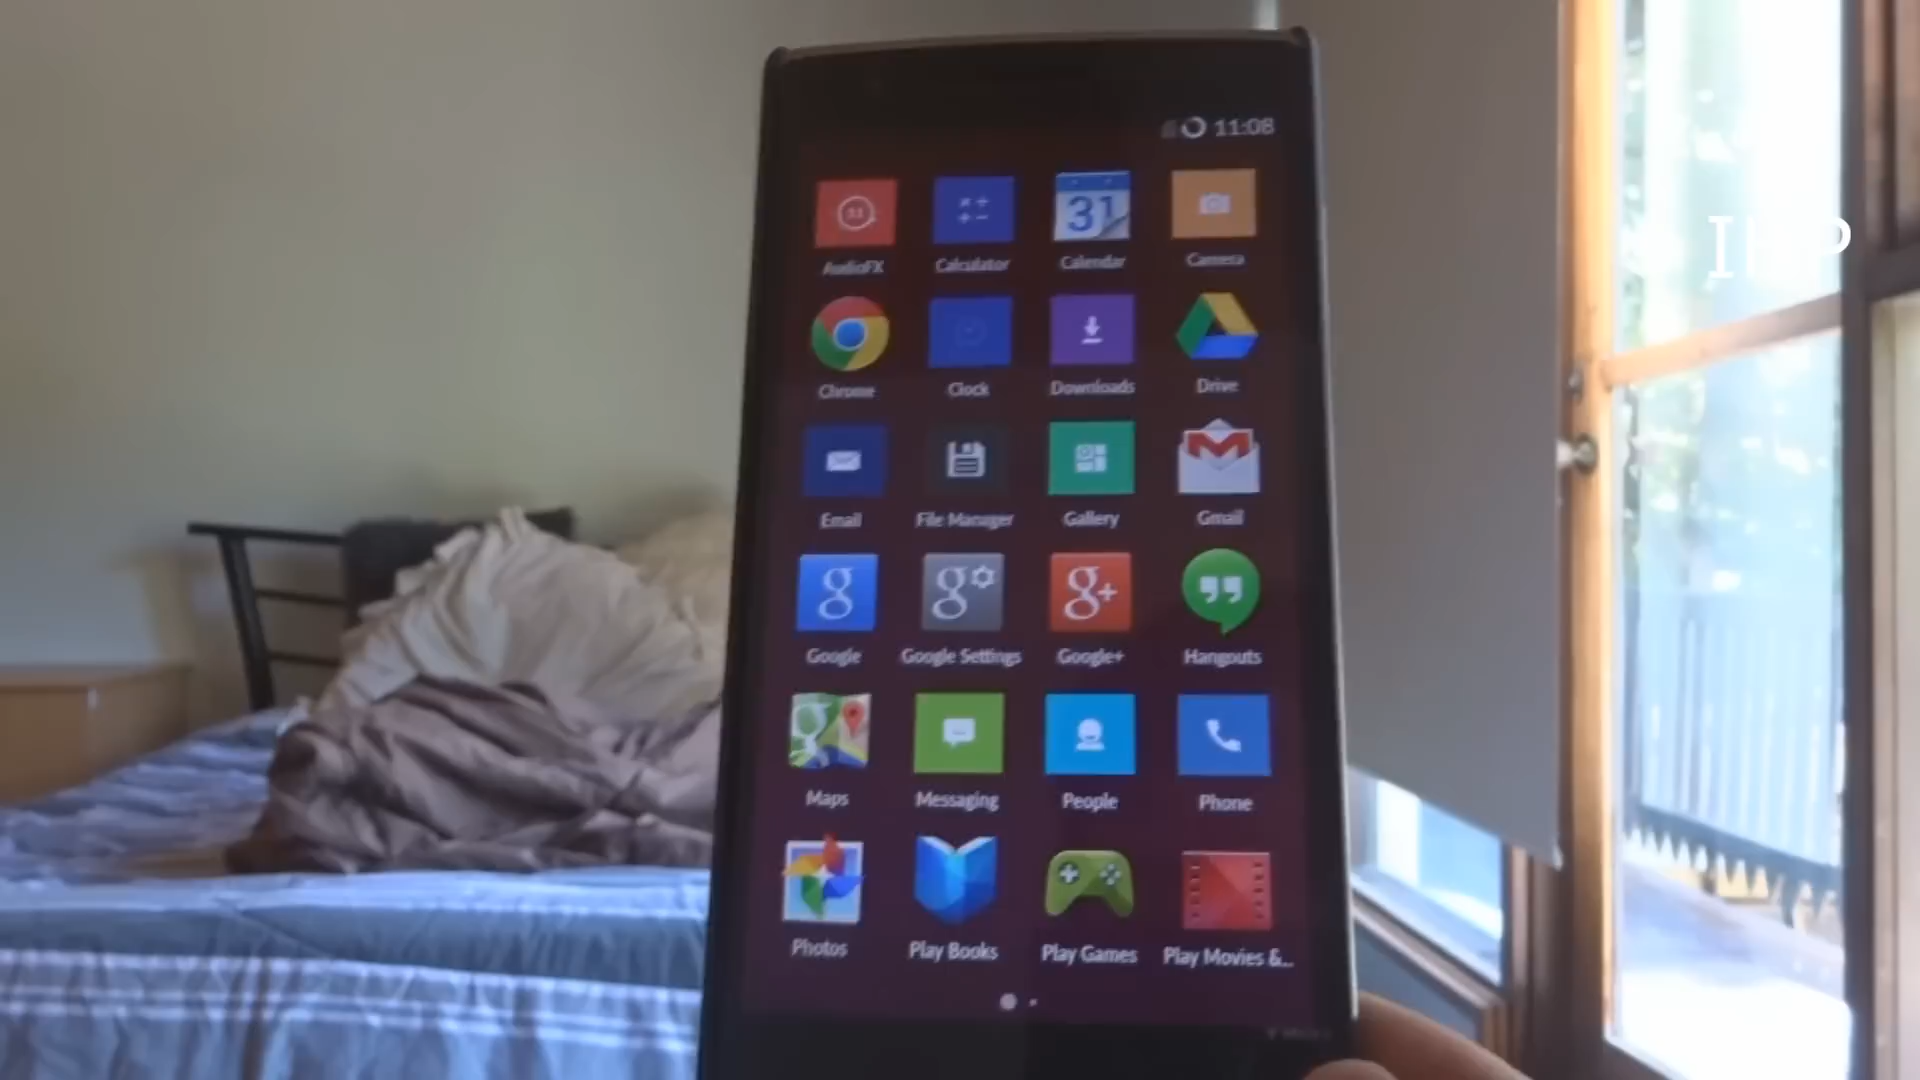 11:08
AudioFX Calculator Calendar Camera
31
Chrome Clock Downloads Drive
Email File Manager Gallery Gmail
g g g+
Google Google Settings Google+ Hangouts
Maps Messaging People Phone
Photos Play Books Play Games Play Movies &...